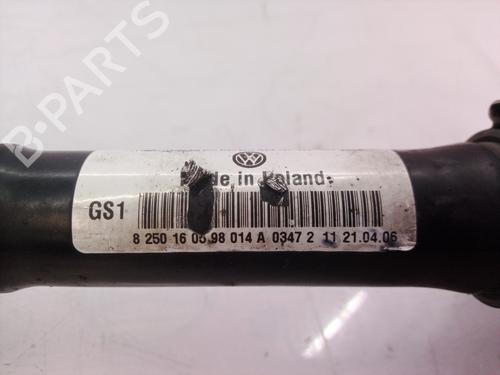 B-PARTS
VW
de in Poland
GS1
8 250 16 05 98 014 A 0347 2 11 21.04.06